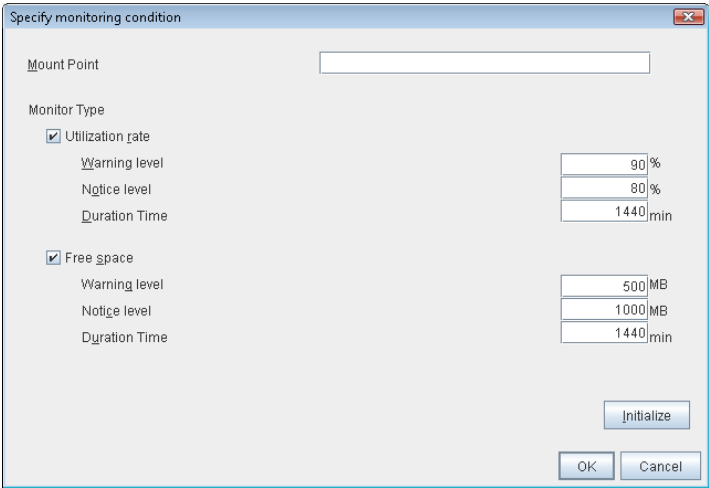 Specify monitoring condition
Mount Point
Monitor Type
Utilization rate
Warning level 90 %
Notice level 80 %
Duration Time 1440 min
Free space
Warning level 500 MB
Notice level 1000 MB
Duration Time 1440 min
Initialize
OK Cancel